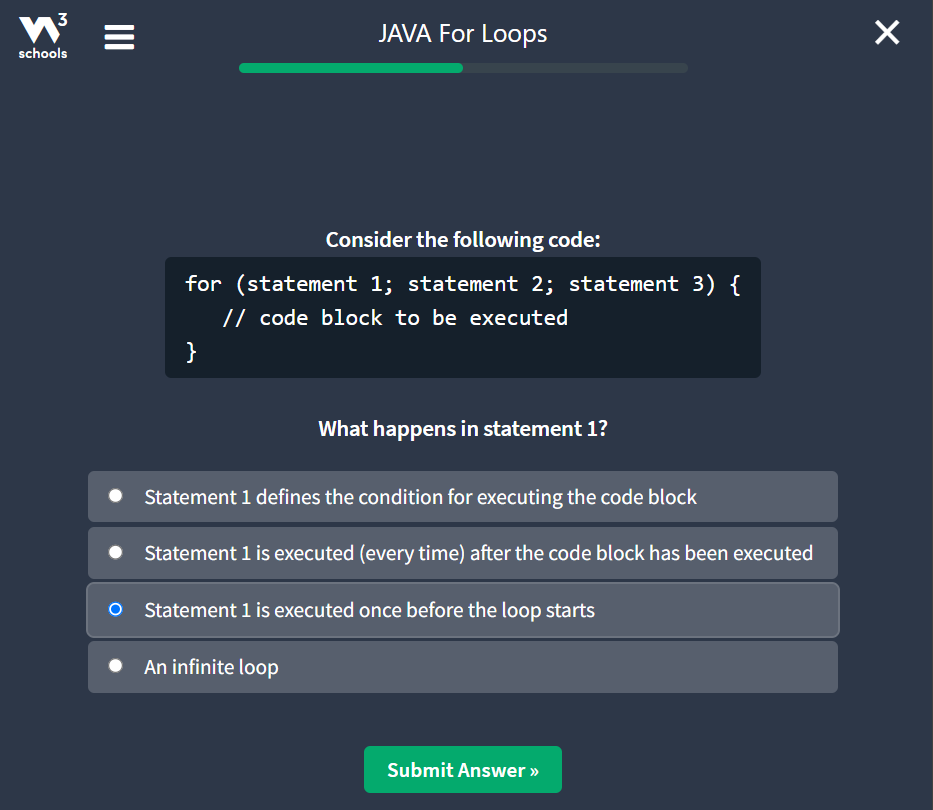 W3
schools
JAVA For Loops
Consider the following code:
for (statement 1; statement 2; statement 3) {
// code block to be executed
}
What happens in statement 1?
Statement 1 defines the condition for executing the code block
Statement 1 is executed (every time) after the code block has been executed
Statement 1 is executed once before the loop starts
An infinite loop
Submit Answer »